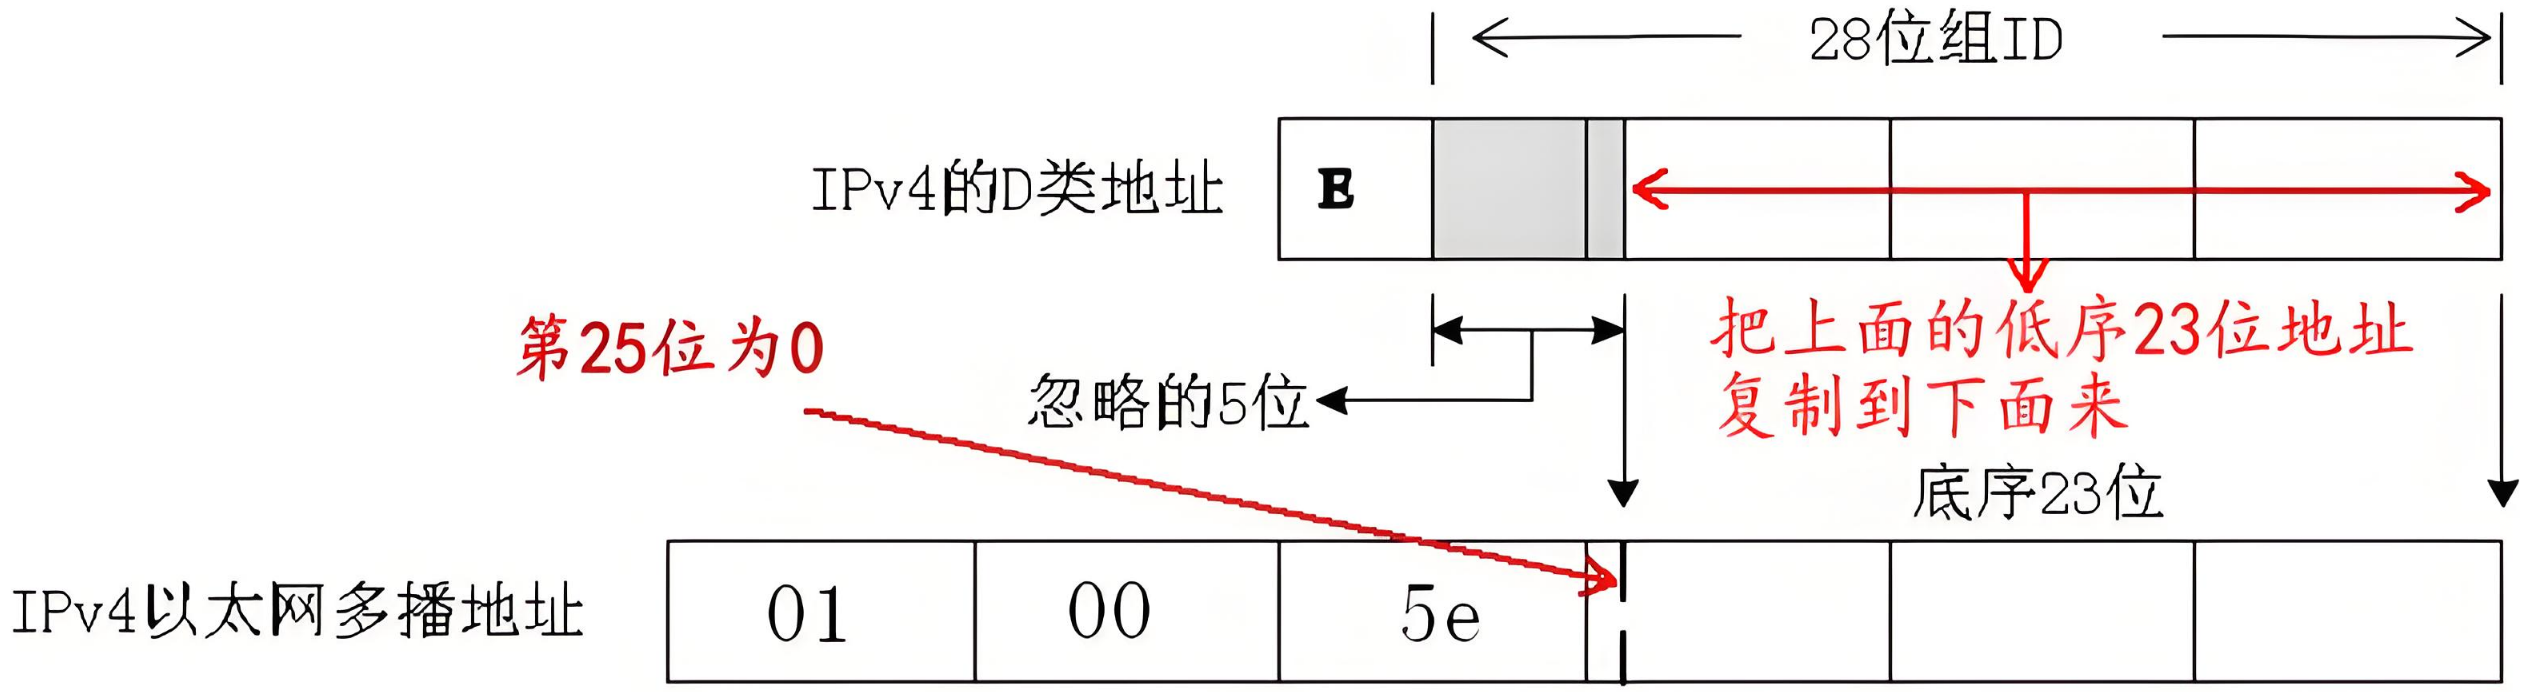 28位组ID
IPv4的D类地址
E
第25位为0
忽略的5位
把上面的低序23位地址
复制到下面来
底序23位
IPv4以太网多播地址
01
00
5e